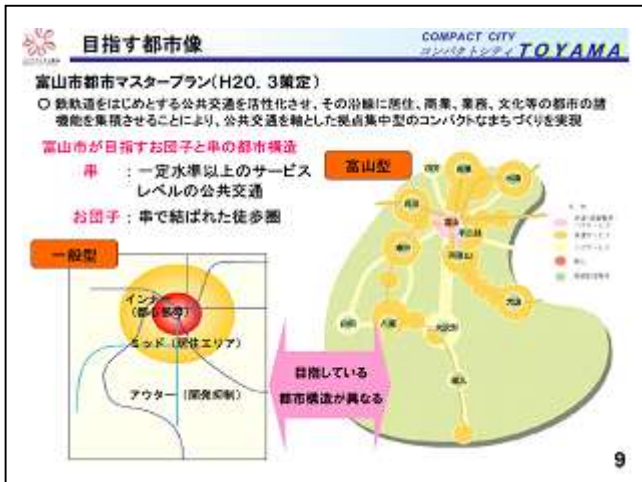 目指す都市像
COMPACT CITY
コンパクトシティ TOYAMA
富山市都市マスタープラン(H20．3策定)
○ 鉄軌道をはじめとする公共交通を活性化させ、その沿線に居住、商業、業務、文化等の都市の諸
機能を集積させることにより、公共交通を軸とした拠点集中型のコンパクトなまちづくりを実現
富山市が目指すお団子と串の都市構造
串 ：一定水準以上のサービス
レベルの公共交通
お団子：串で結ばれた徒歩圏
富山型
一般型
インナー
(都心部等)
ミッド(居住エリア)
アウター(開発抑制)
目指している
都市構造が異なる
八尾
大沢野
9